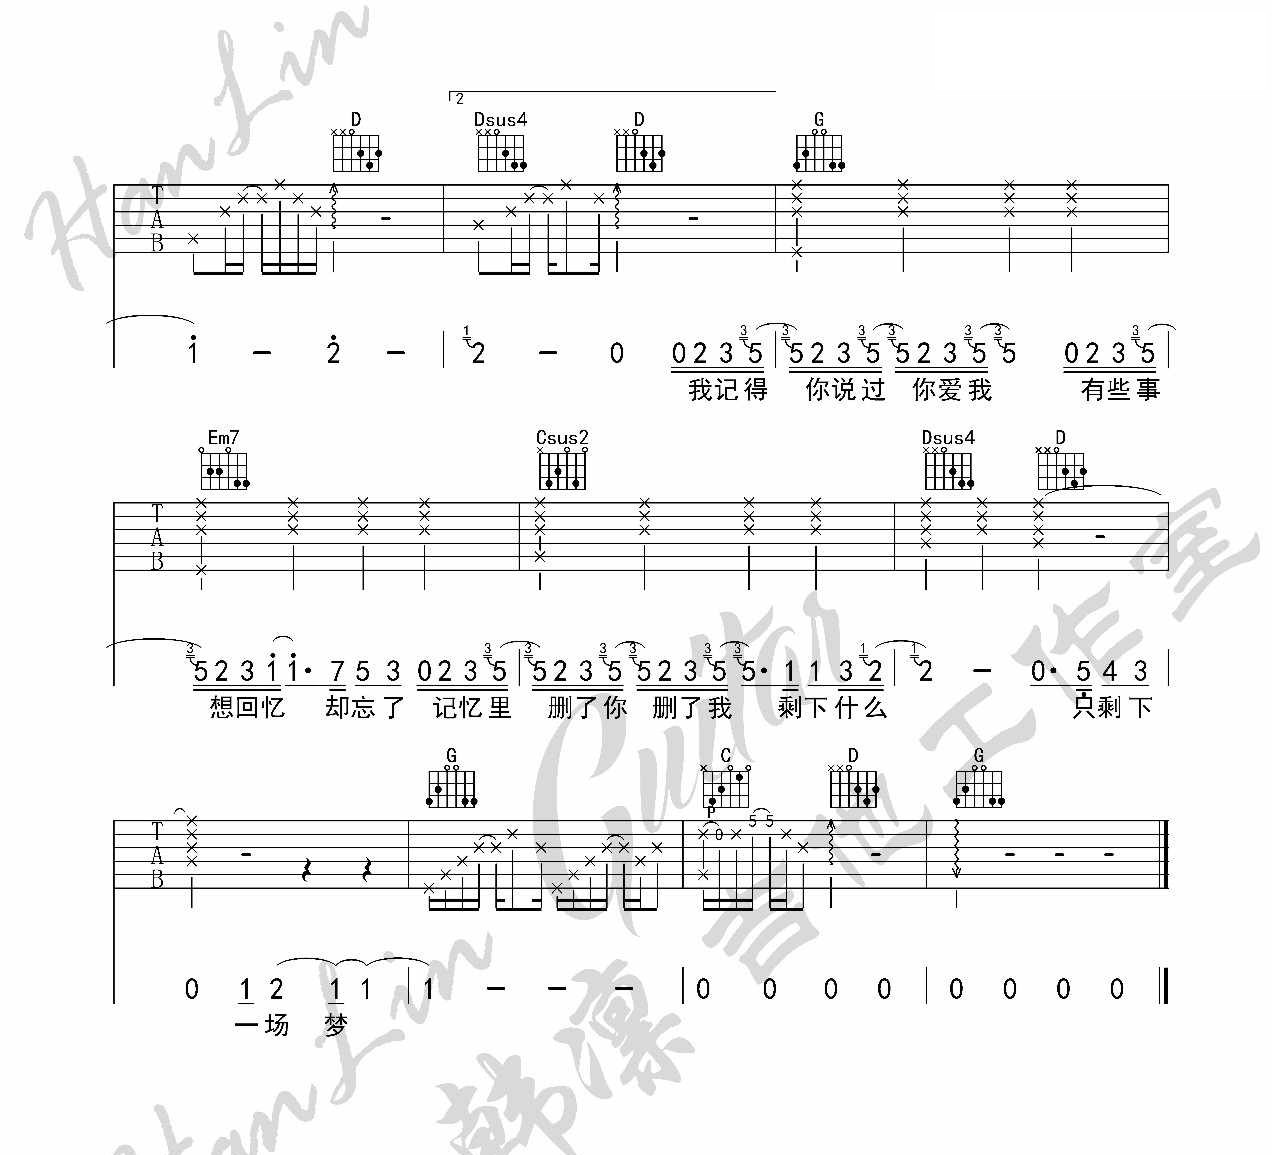 HanLin
2
D Dsus4 D G
T A B
1 — 2 — 2 — 0 0 2 3 5 5 2 3 5 5 2 3 5 5 0 2 3 5
我记得 你说过 你爱我 有些事
Em7 Csus2 Dsus4 D
T A B
5 2 3 1 1· 7 5 3 0 2 3 5 5 2 3 5 5 2 3 5 5· 1 1 3 2 2 — 0· 5 4 3
想回忆 却忘了 记忆里 删了你 删了我 剩下什么 只剩下
G C D G
P
0 5 5
T A B
0 1 2 1 1 1 — — — 0 0 0 0 0 0 0 0
一场 梦
HanLin Guitar
韩凛吉他工作室